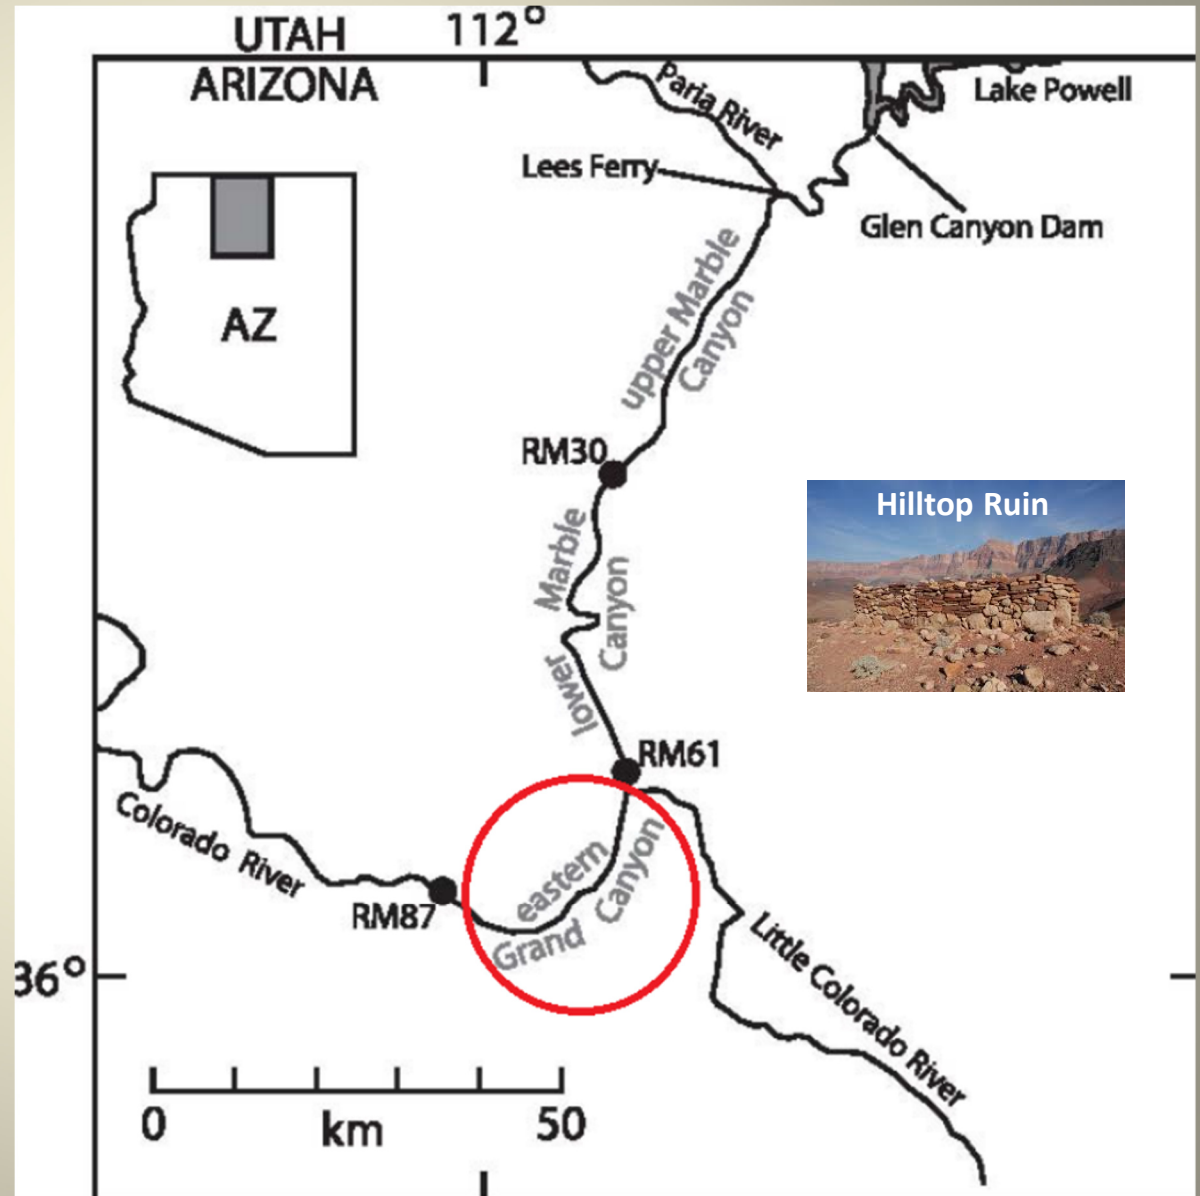 UTAH
112°
ARIZONA
Paria River
Lake Powell
Lees Ferry
Glen Canyon Dam
upper Marble
Canyon
AZ
RM30
Hilltop Ruin
lower Marble
Canyon
RM61
Colorado River
eastern
Grand Canyon
RM87
Little Colorado River
36°
0
km
50